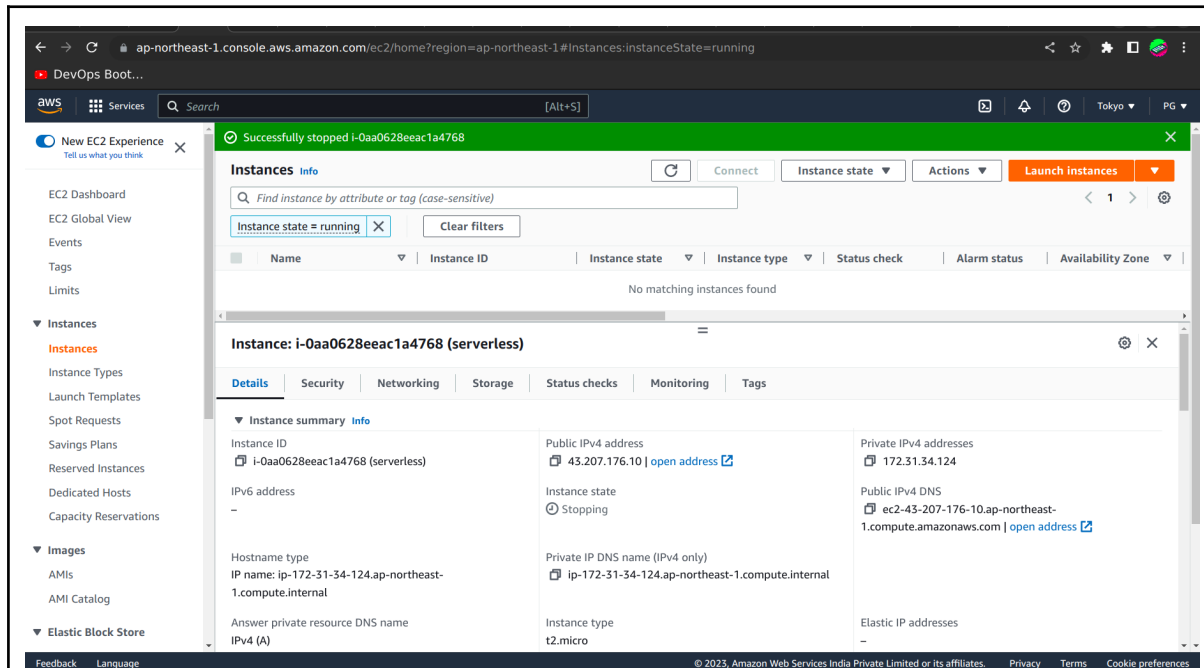 ap-northeast-1.console.aws.amazon.com/ec2/home?region=ap-northeast-1#Instances:instanceState=running
DevOps Boot...
aws Services Search [Alt+S] Tokyo PG
New EC2 Experience
Tell us what you think
EC2 Dashboard
EC2 Global View
Events
Tags
Limits
Instances
Instances
Instance Types
Launch Templates
Spot Requests
Savings Plans
Reserved Instances
Dedicated Hosts
Capacity Reservations
Images
AMIs
AMI Catalog
Elastic Block Store
Successfully stopped i-0aa0628eeac1a4768
Instances Info Connect Instance state Actions Launch instances
Find instance by attribute or tag (case-sensitive) 1
Instance state = running Clear filters
Name Instance ID Instance state Instance type Status check Alarm status Availability Zone
No matching instances found
Instance: i-0aa0628eeac1a4768 (serverless)
Details Security Networking Storage Status checks Monitoring Tags
Instance summary Info
Instance ID
i-0aa0628eeac1a4768 (serverless)
Public IPv4 address
43.207.176.10 | open address
Private IPv4 addresses
172.31.34.124
IPv6 address
–
Instance state
Stopping
Public IPv4 DNS
ec2-43-207-176-10.ap-northeast-
1.compute.amazonaws.com | open address
Hostname type
IP name: ip-172-31-34-124.ap-northeast-
1.compute.internal
Private IP DNS name (IPv4 only)
ip-172-31-34-124.ap-northeast-1.compute.internal
Answer private resource DNS name
IPv4 (A)
Instance type
t2.micro
Elastic IP addresses
–
Feedback Language © 2023, Amazon Web Services India Private Limited or its affiliates. Privacy Terms Cookie preferences